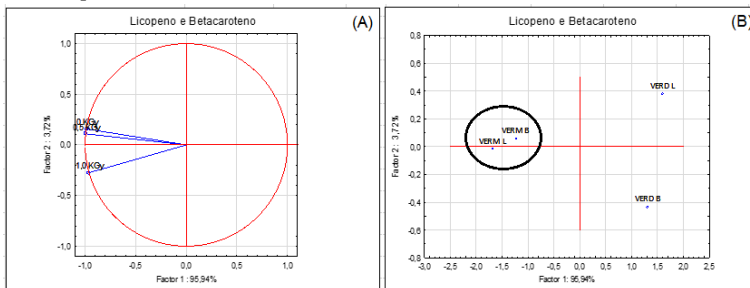 Licopeno e Betacaroteno
(A)
1,0
0,5
0,0
-0,5
-1,0
Factor 2 : 3,72%
0 KGy
0,5 KGy
1,0 KGy
-1,0
-0,5
0,0
0,5
1,0
Factor 1 : 95,94%
Licopeno e Betacaroteno
(B)
0,8
0,6
0,4
0,2
0,0
-0,2
-0,4
-0,6
-0,8
Factor 2 : 3,72%
VERD L
VERM B
VERM L
VERD B
-3,0
-2,5
-2,0
-1,5
-1,0
-0,5
0,0
0,5
1,0
1,5
2,0
2,5
Factor 1 : 95,94%